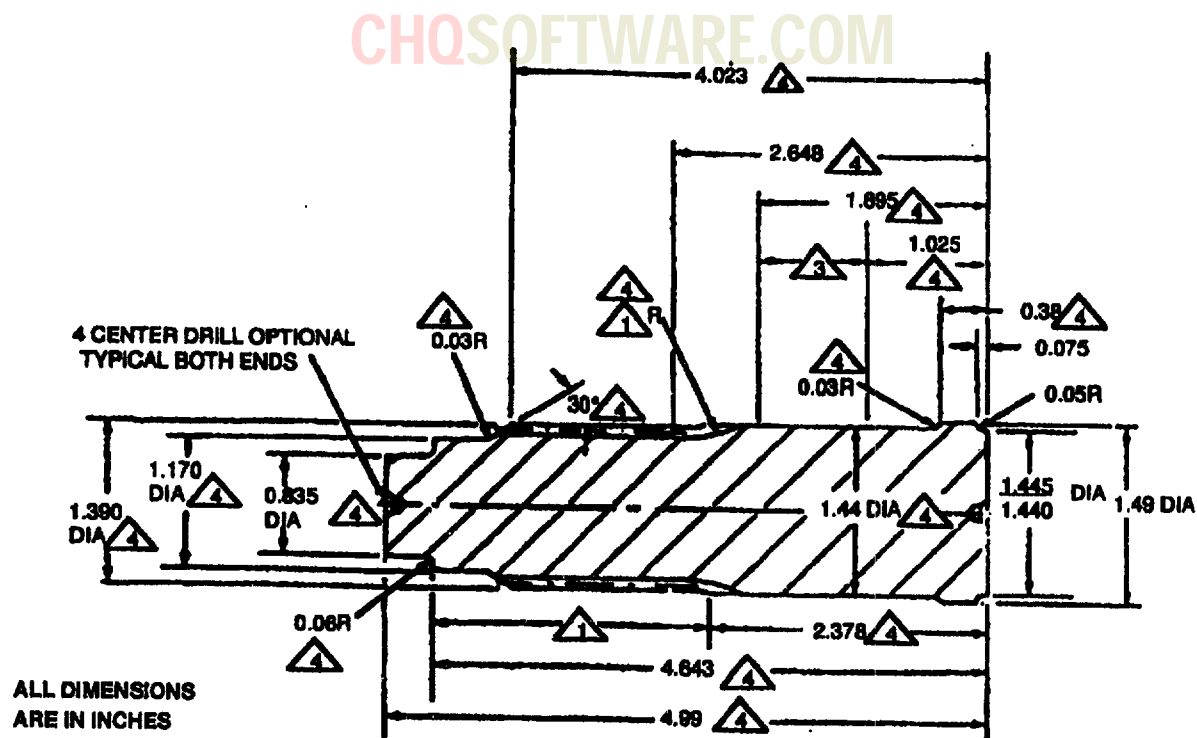 CHQSOFTWARE.COM
4.023 4
2.648 4
1.895 4
3
1.025
4
4
1
R
4
0.03R
0.38 4
0.075
4 CENTER DRILL OPTIONAL
TYPICAL BOTH ENDS
4
0.03R
0.05R
30° 4
1.170
DIA 4
0.835
DIA
4
1.390
DIA 4
1.44 DIA 4
1.445
1.440
DIA
1.49 DIA
0.06R
4
1
2.378 4
4.643 4
4.99 4
ALL DIMENSIONS
ARE IN INCHES